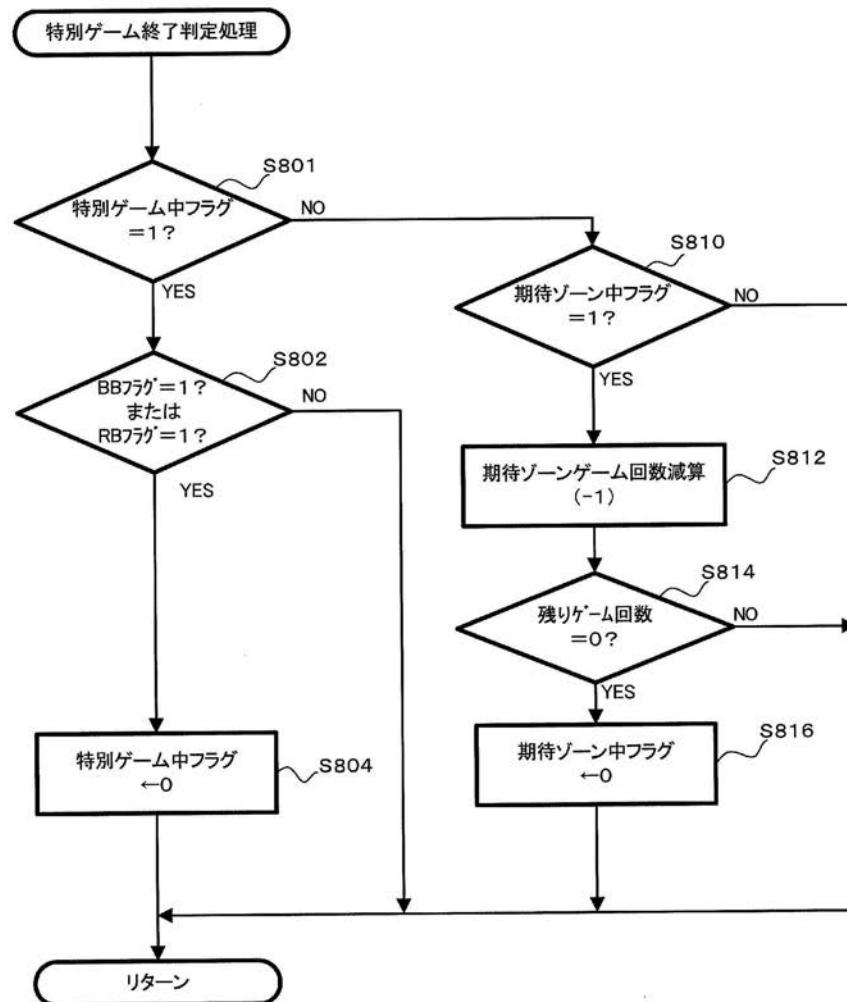 特別ゲーム終了判定処理
S801
特別ゲーム中フラグ
=1?
NO
YES
S810
期待ゾーン中フラグ
=1?
NO
YES
S802
BBフラグ=1?
または
RBフラグ=1?
NO
YES
S812
期待ゾーンゲーム回数減算
(-1)
S814
残りゲーム回数
=0?
NO
YES
特別ゲーム中フラグ
←0
S804
期待ゾーン中フラグ
←0
S816
リターン